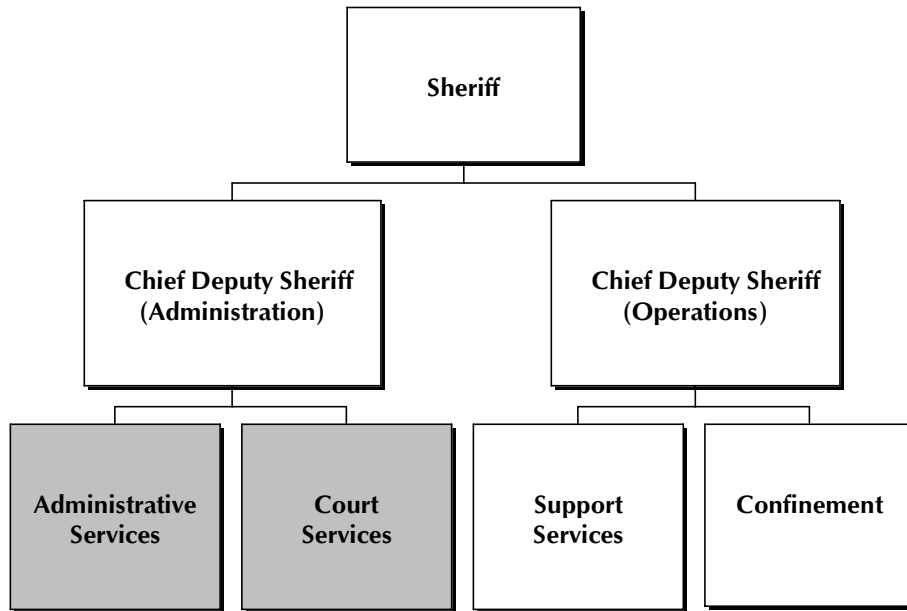 Sheriff
Chief Deputy Sheriff
(Administration)
Chief Deputy Sheriff
(Operations)
Administrative
Services
Court
Services
Support
Services
Confinement